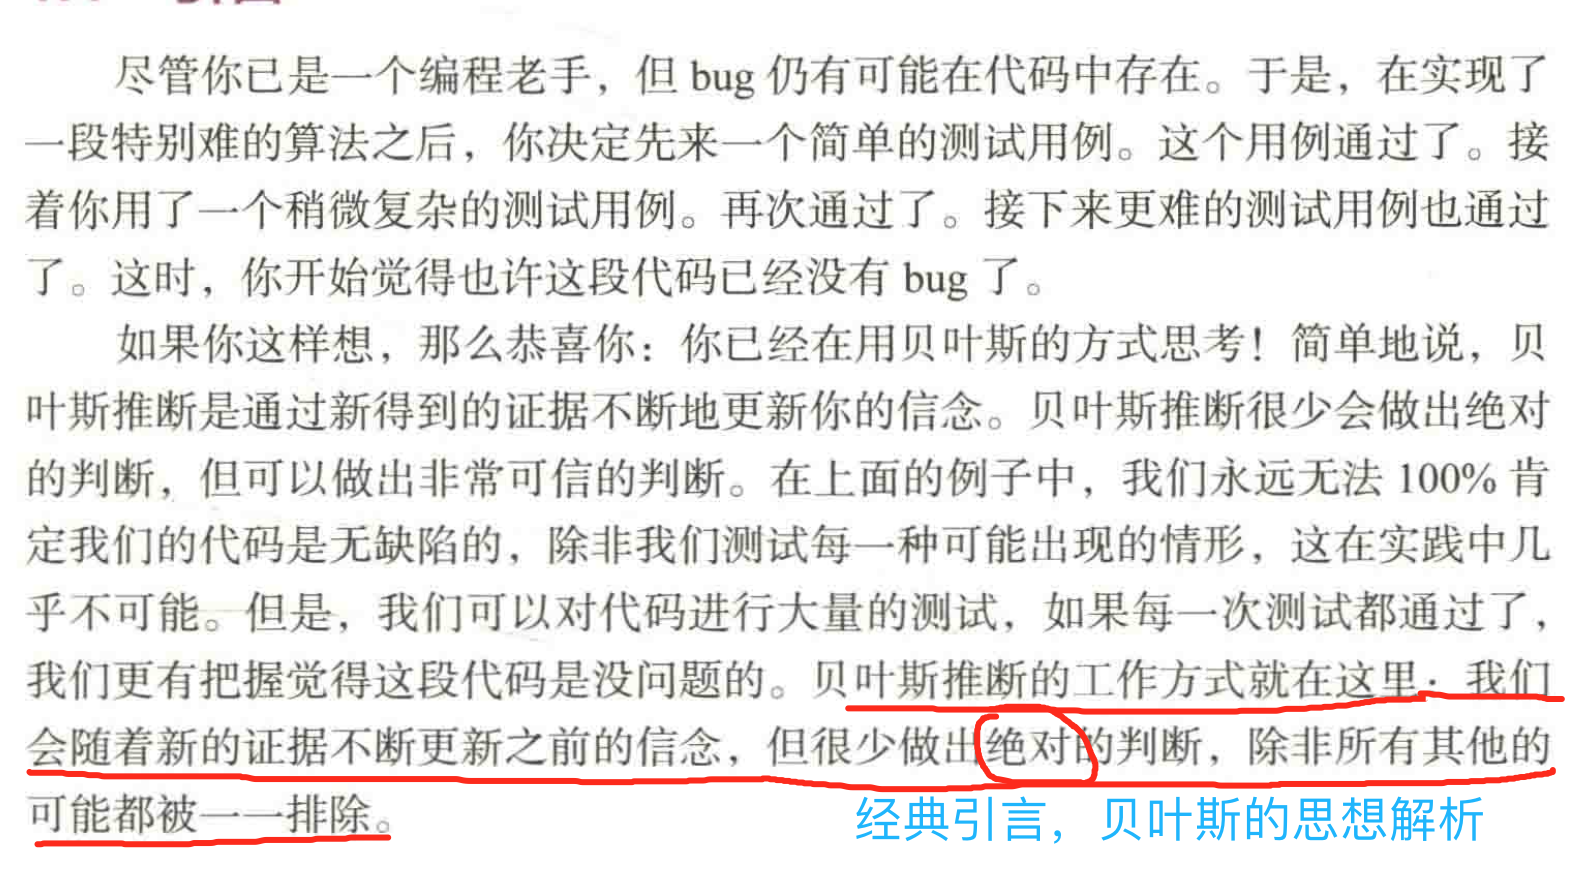 尽管你已是一个编程老手，但 bug 仍有可能在代码中存在。于是，在实现了
一段特别难的算法之后，你决定先来一个简单的测试用例。这个用例通过了。接
着你用了一个稍微复杂的测试用例。再次通过了。接下来更难的测试用例也通过
了。这时，你开始觉得也许这段代码已经没有 bug 了。
如果你这样想，那么恭喜你：你已经在用贝叶斯的方式思考！简单地说，贝
叶斯推断是通过新得到的证据不断地更新你的信念。贝叶斯推断很少会做出绝对
的判断，但可以做出非常可信的判断。在上面的例子中，我们永远无法 100% 肯
定我们的代码是无缺陷的，除非我们测试每一种可能出现的情形，这在实践中几
乎不可能。但是，我们可以对代码进行大量的测试，如果每一次测试都通过了，
我们更有把握觉得这段代码是没问题的。贝叶斯推断的工作方式就在这里：我们
会随着新的证据不断更新之前的信念，但很少做出绝对的判断，除非所有其他的
可能都被一一排除。
经典引言，贝叶斯的思想解析